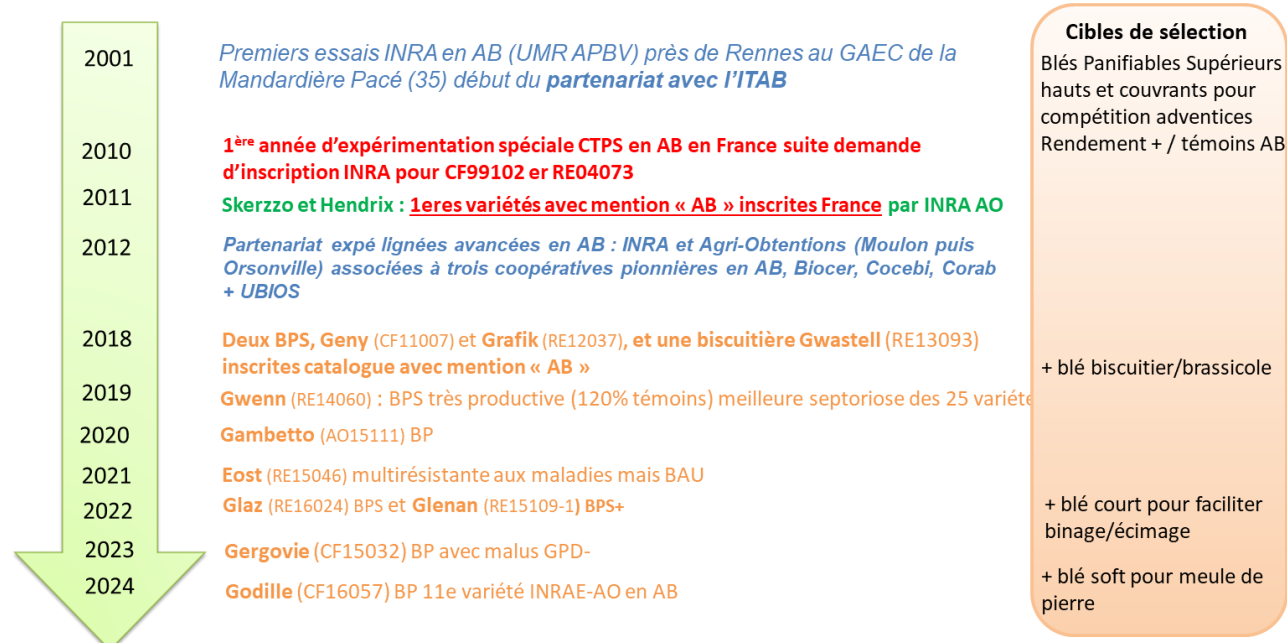 2001
Premiers essais INRA en AB (UMR APBV) près de Rennes au GAEC de la
Mandardière Pacé (35) début du partenariat avec l'ITAB
2010
1ère année d'expérimentation spéciale CTPS en AB en France suite demande
d'inscription INRA pour CF99102 er RE04073
2011
Skerzzo et Hendrix : 1eres variétés avec mention « AB » inscrites France par INRA AO
2012
Partenariat expé lignées avancées en AB : INRA et Agri-Obtentions (Moulon puis
Orsonville) associées à trois coopératives pionnières en AB, Biocer, Cocebi, Corab
+ UBIOS
2018
Deux BPS, Geny (CF11007) et Grafik (RE12037), et une biscuitière Gwastell (RE13093)
inscrites catalogue avec mention « AB »
2019
Gwenn (RE14060) : BPS très productive (120% témoins) meilleure septoriose des 25 variété
2020
Gambetto (AO15111) BP
2021
Eost (RE15046) multirésistante aux maladies mais BAU
2022
Glaz (RE16024) BPS et Glenan (RE15109-1) BPS+
2023
Gergovie (CF15032) BP avec malus GPD-
2024
Godille (CF16057) BP 11e variété INRAE-AO en AB
Cibles de sélection
Blés Panifiables Supérieurs
hauts et couvrants pour
compétition adventices
Rendement + / témoins AB
+ blé biscuitier/brassicole
+ blé court pour faciliter
binage/écimage
+ blé soft pour meule de
pierre